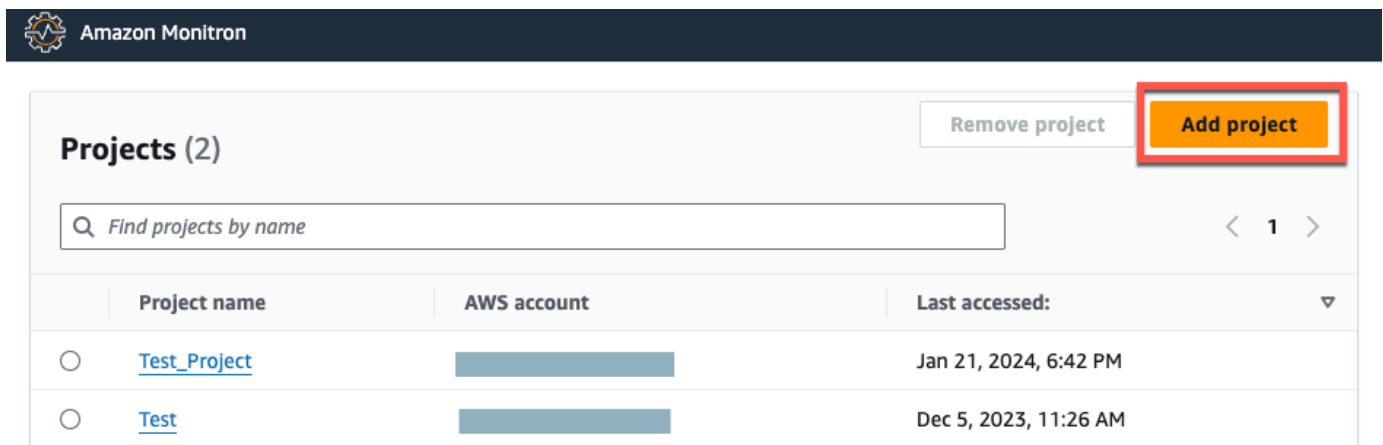 Amazon Monitron
Remove project
Add project
Projects (2)
Find projects by name
1
Project name AWS account Last accessed:
Test_Project Jan 21, 2024, 6:42 PM
Test Dec 5, 2023, 11:26 AM